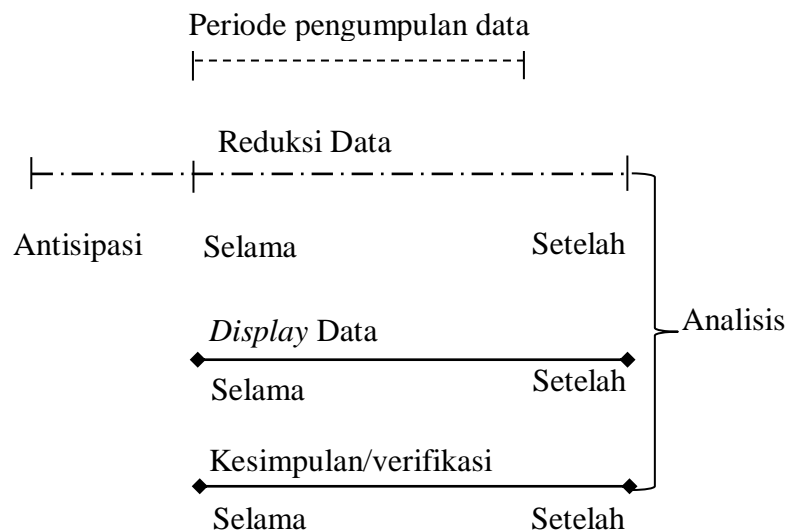 Periode pengumpulan data
Reduksi Data
Antisipasi Selama Setelah
Display Data
Analisis
Selama Setelah
Kesimpulan/verifikasi
Selama Setelah